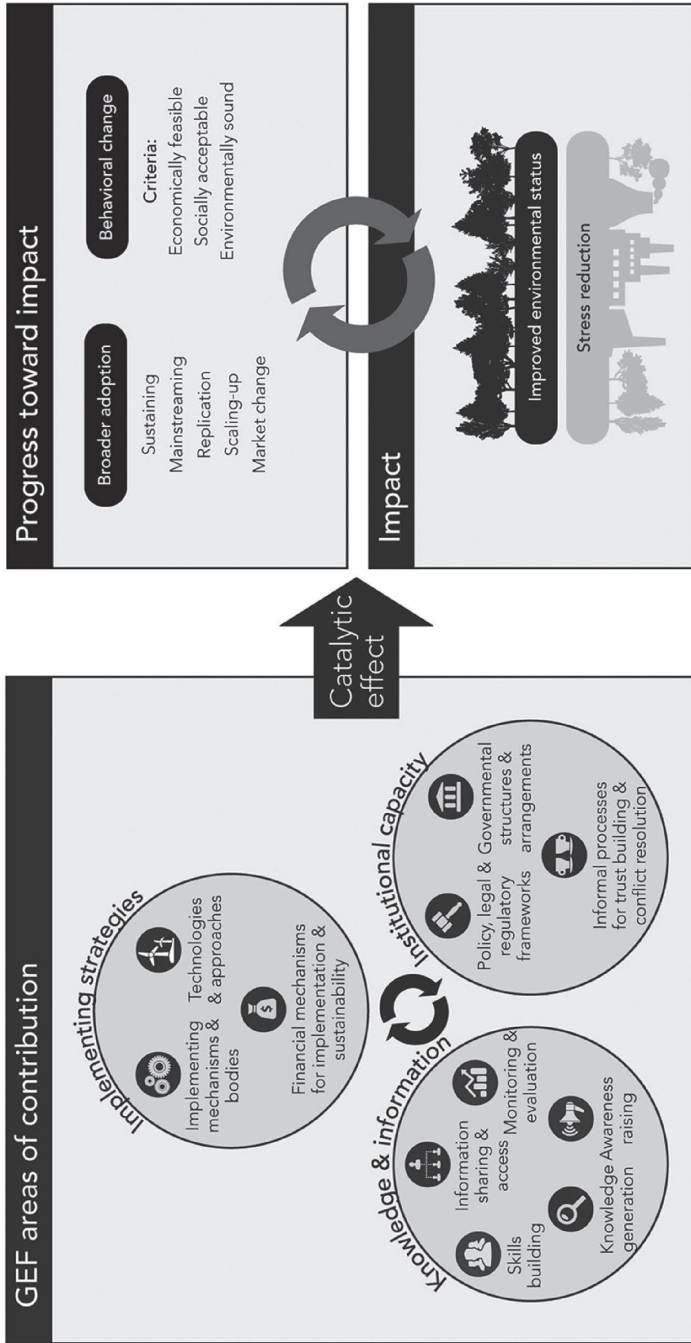 GEF areas of contribution
Implementing strategies
Implementing
mechanisms &
bodies
Technologies
& approaches
Financial mechanisms
for implementation &
sustainability
Knowledge & information
Skills
building
Information
sharing &
access
Monitoring &
evaluation
Knowledge
generation
Awareness
raising
Institutional capacity
Policy, legal &
regulatory
frameworks
Governmental
structures &
arrangements
Informal processes
for trust building &
conflict resolution
Catalytic
effect
Progress toward impact
Broader adoption
Sustaining
Mainstreaming
Replication
Scaling-up
Market change
Behavioral change
Criteria:
Economically feasible
Socially acceptable
Environmentally sound
Impact
Improved environmental status
Stress reduction